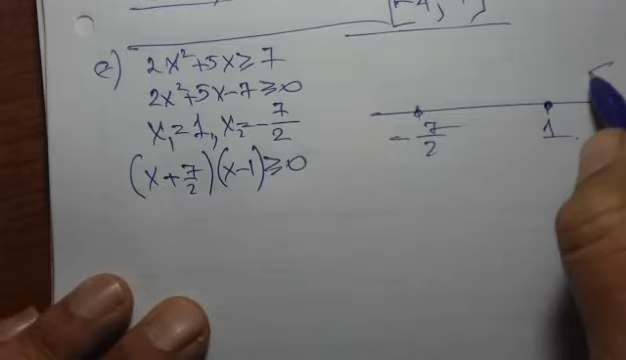 [-4,
e) 2x²+5x≥7
2x²+5x-7≥0
x₁=1, x₂=-7/2
(x+7/2)(x-1)≥0
-7/2 1